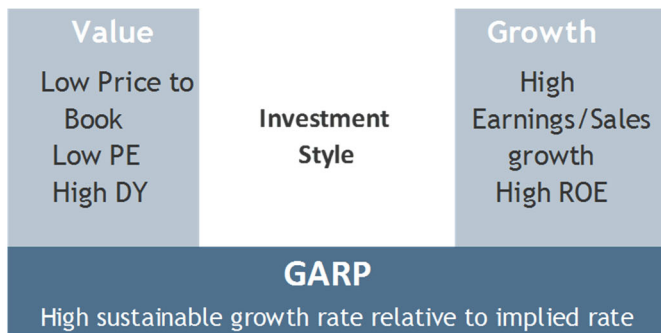 Value
Low Price to
Book
Low PE
High DY
Investment
Style
Growth
High
Earnings/Sales
growth
High ROE
GARP
High sustainable growth rate relative to implied rate